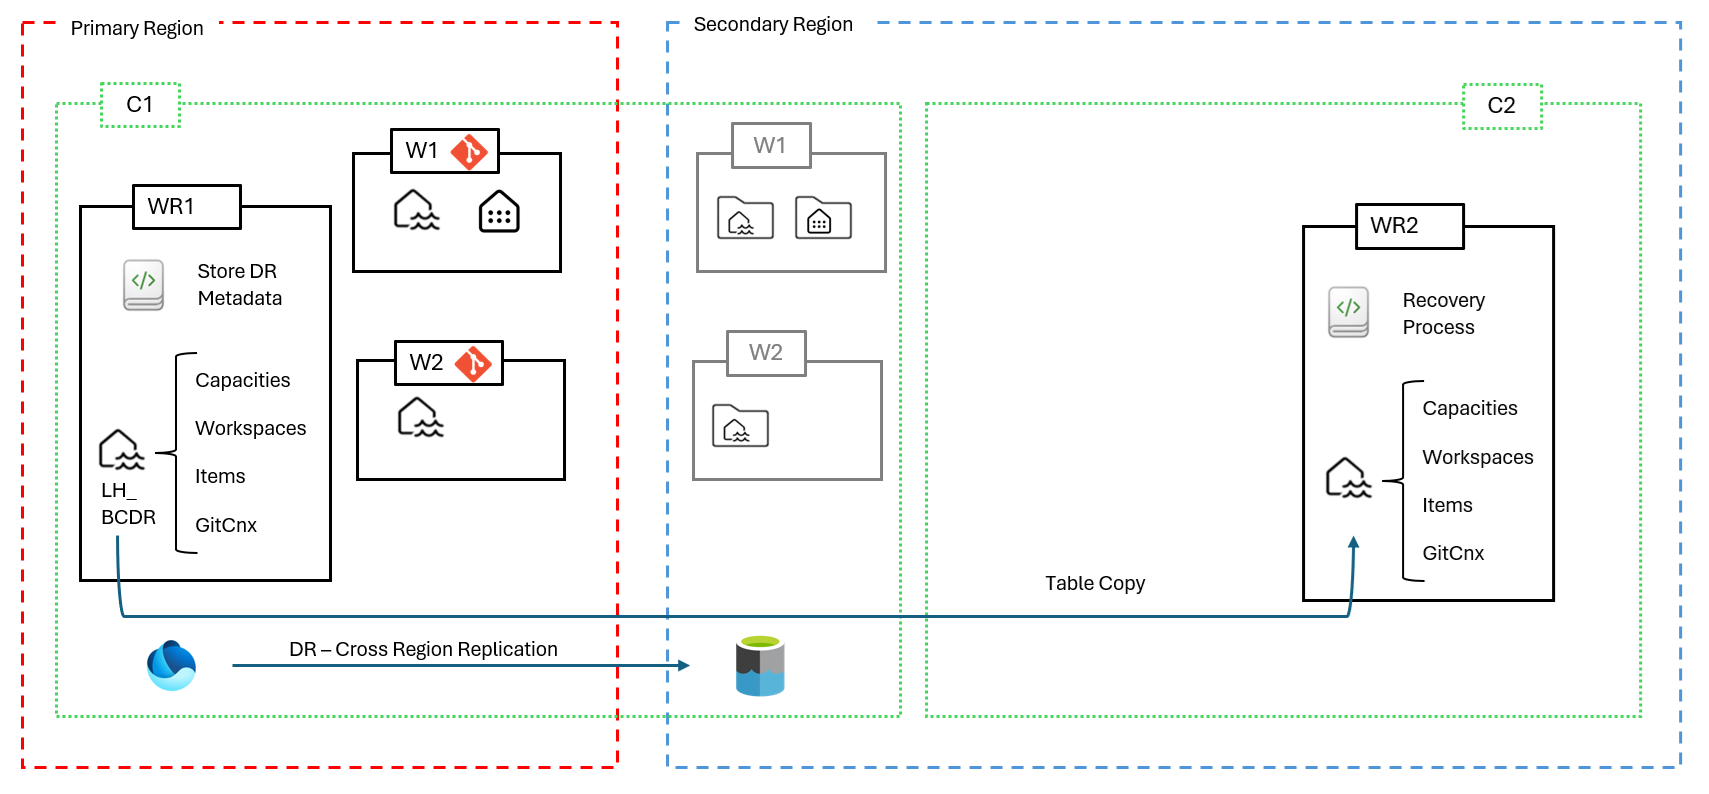 Primary Region
Secondary Region
C1
C2
W1
W1
WR1
WR2
Store DR
Metadata
Recovery
Process
W2
W2
Capacities
Workspaces
Items
GitCnx
LH_
BCDR
Capacities
Workspaces
Items
GitCnx
Table Copy
DR – Cross Region Replication